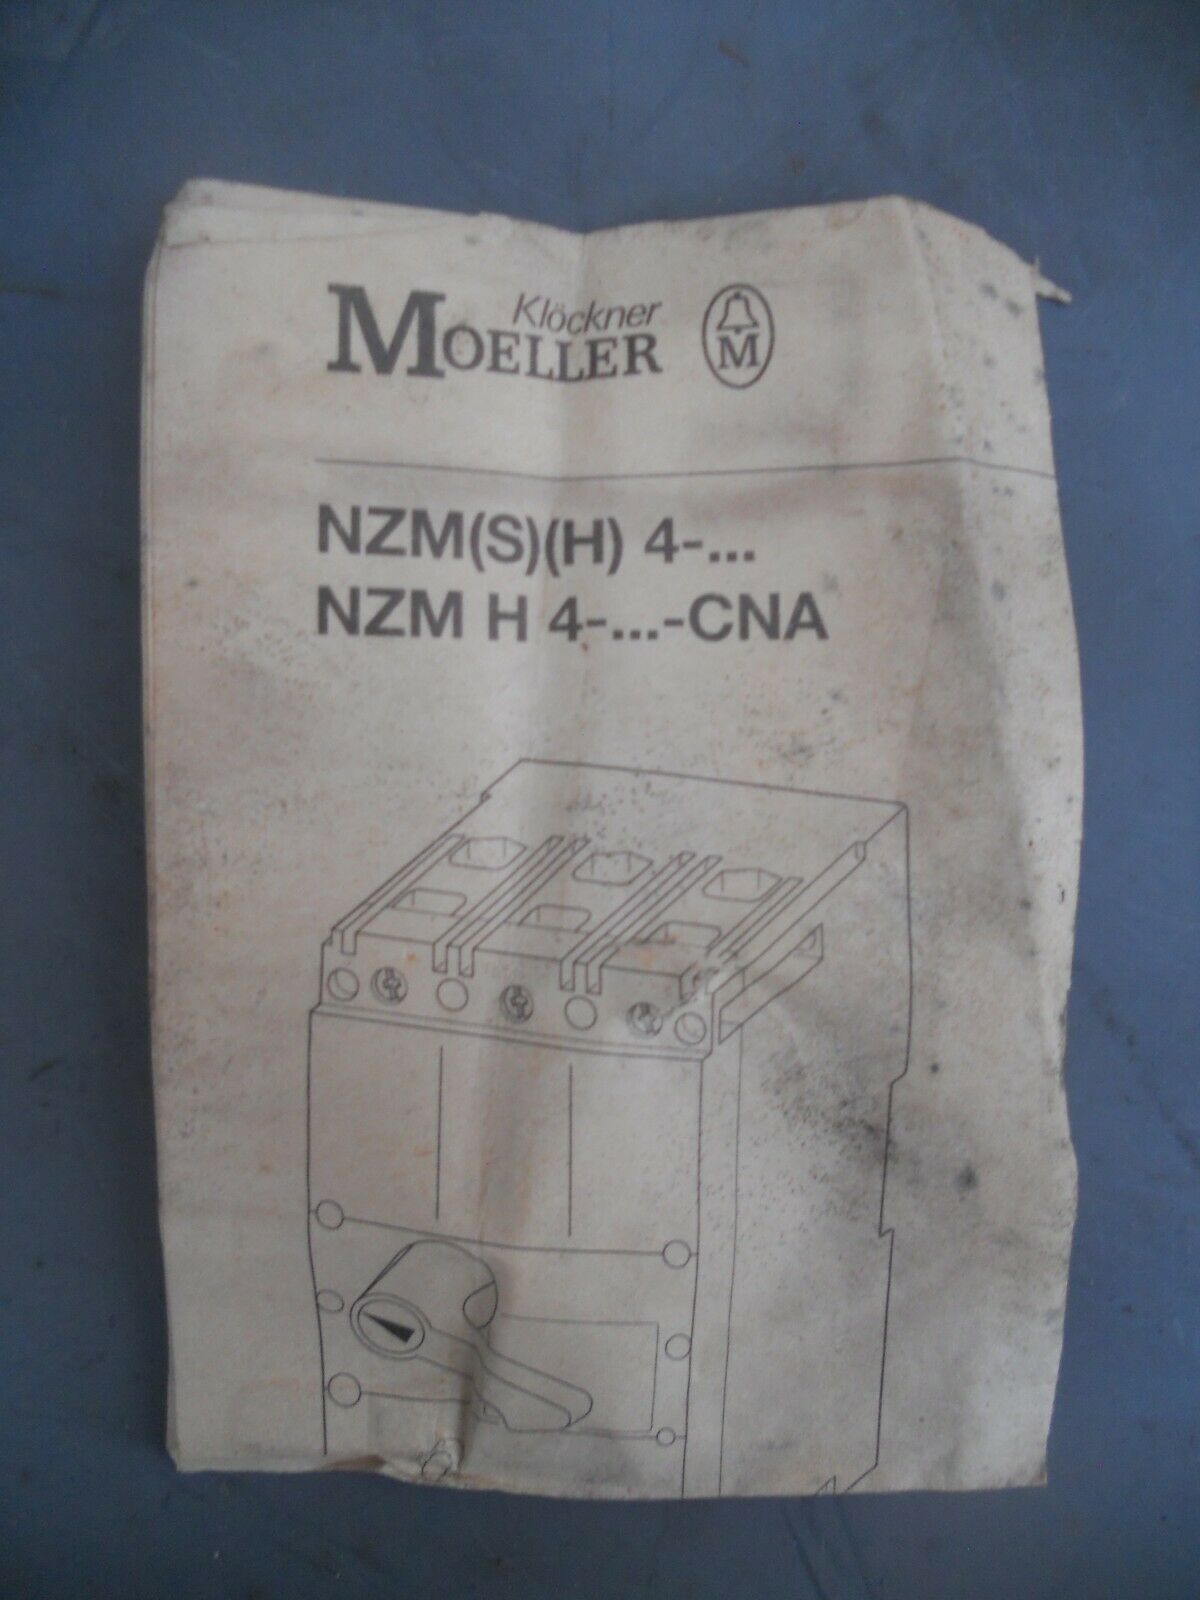 Klöckner
MOELLER
M
NZM(S)(H) 4-...
NZM H 4-...-CNA